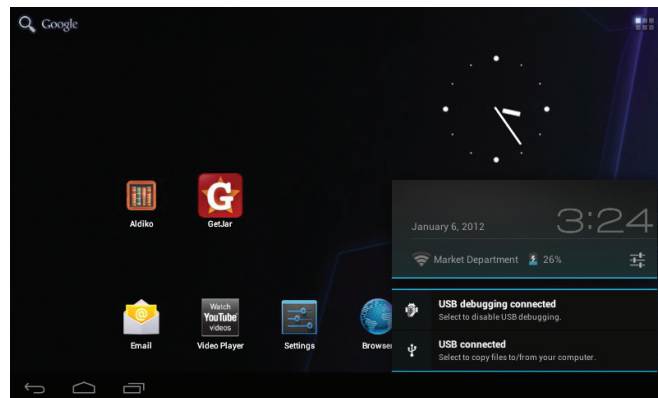 Google
Aldiko
GetJar
G
January 6, 2012
3:24
Market Department
26%
Watch
YouTube
videos
Email
Video Player
Settings
Browser
USB debugging connected
Select to disable USB debugging.
USB connected
Select to copy files to/from your computer.